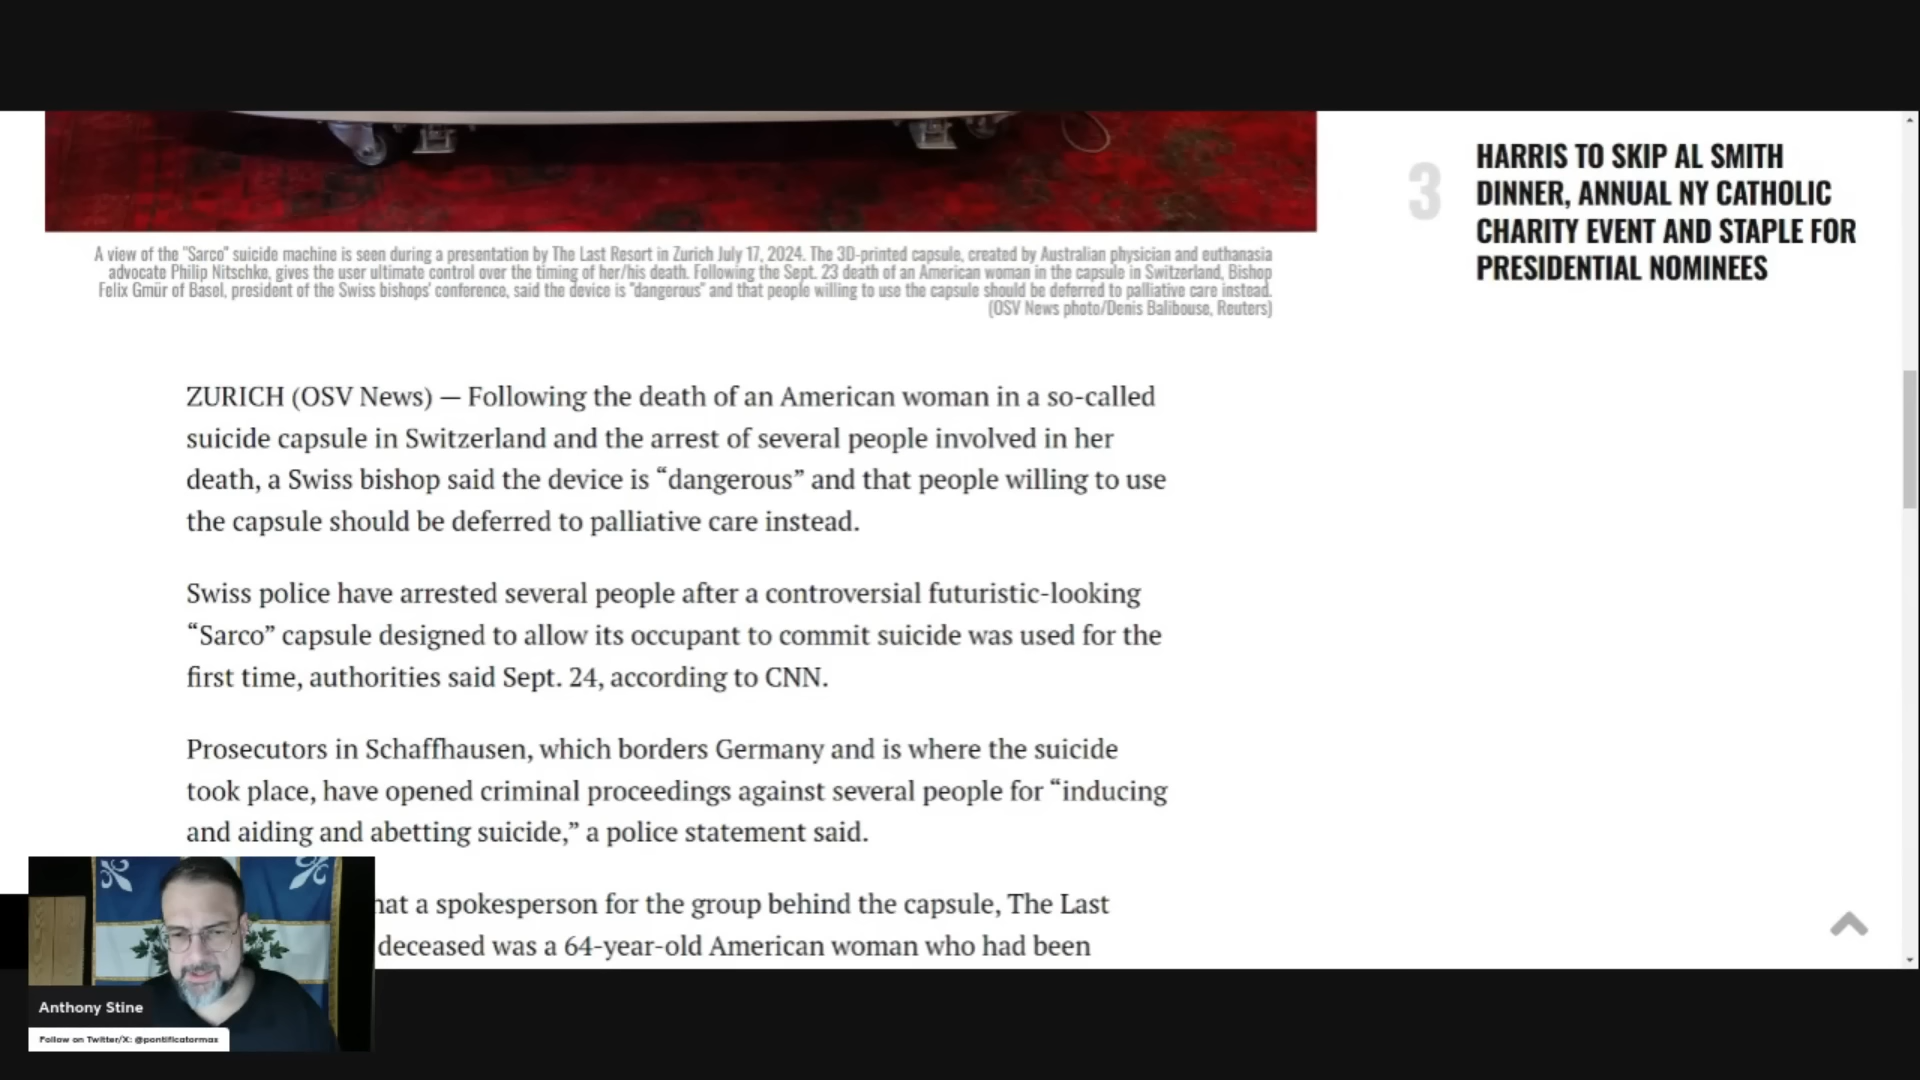 A view of the "Sarco" suicide machine is seen during a presentation by The Last Resort in Zurich July 17, 2024. The 3D-printed capsule, created by Australian physician and euthanasia
advocate Philip Nitschke, gives the user ultimate control over the timing of her/his death. Following the Sept. 23 death of an American woman in the capsule in Switzerland, Bishop
Felix Gmür of Basel, president of the Swiss bishops' conference, said the device is "dangerous" and that people willing to use the capsule should be deferred to palliative care instead.
(OSV News photo/Denis Balibouse, Reuters)
3
HARRIS TO SKIP AL SMITH
DINNER, ANNUAL NY CATHOLIC
CHARITY EVENT AND STAPLE FOR
PRESIDENTIAL NOMINEES
ZURICH (OSV News) — Following the death of an American woman in a so-called
suicide capsule in Switzerland and the arrest of several people involved in her
death, a Swiss bishop said the device is “dangerous” and that people willing to use
the capsule should be deferred to palliative care instead.
Swiss police have arrested several people after a controversial futuristic-looking
“Sarco” capsule designed to allow its occupant to commit suicide was used for the
first time, authorities said Sept. 24, according to CNN.
Prosecutors in Schaffhausen, which borders Germany and is where the suicide
took place, have opened criminal proceedings against several people for “inducing
and aiding and abetting suicide,” a police statement said.
a spokesperson for the group behind the capsule, The Last
deceased was a 64-year-old American woman who had been
Anthony Stine
Follow on Twitter/X: @pontificatormax